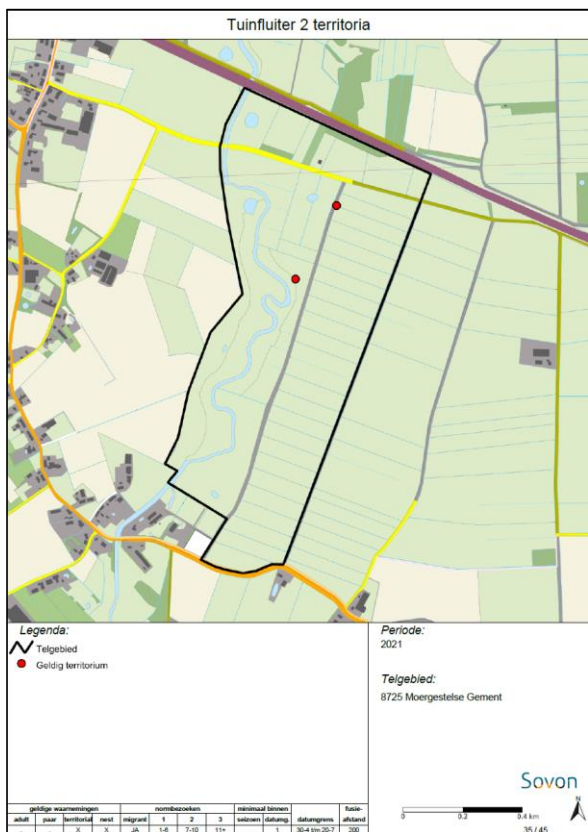 Tuinfluiter 2 territoria
Legenda:
Telgebied
Geldig territorium
Periode:
2021
Telgebied:
8725 Moergestelse Gement
Sovon
0 0.2 0.4 km
N
geldige waarnemingen normbezoeken minimaal binnen fusie-
adult paar territorial nest migrant 1 2 3 seizoen datumg. datumgrens afstand
_ _ X X JA 1-6 7-10 11+ 1 30-4 t/m 20-7 200
35 / 45